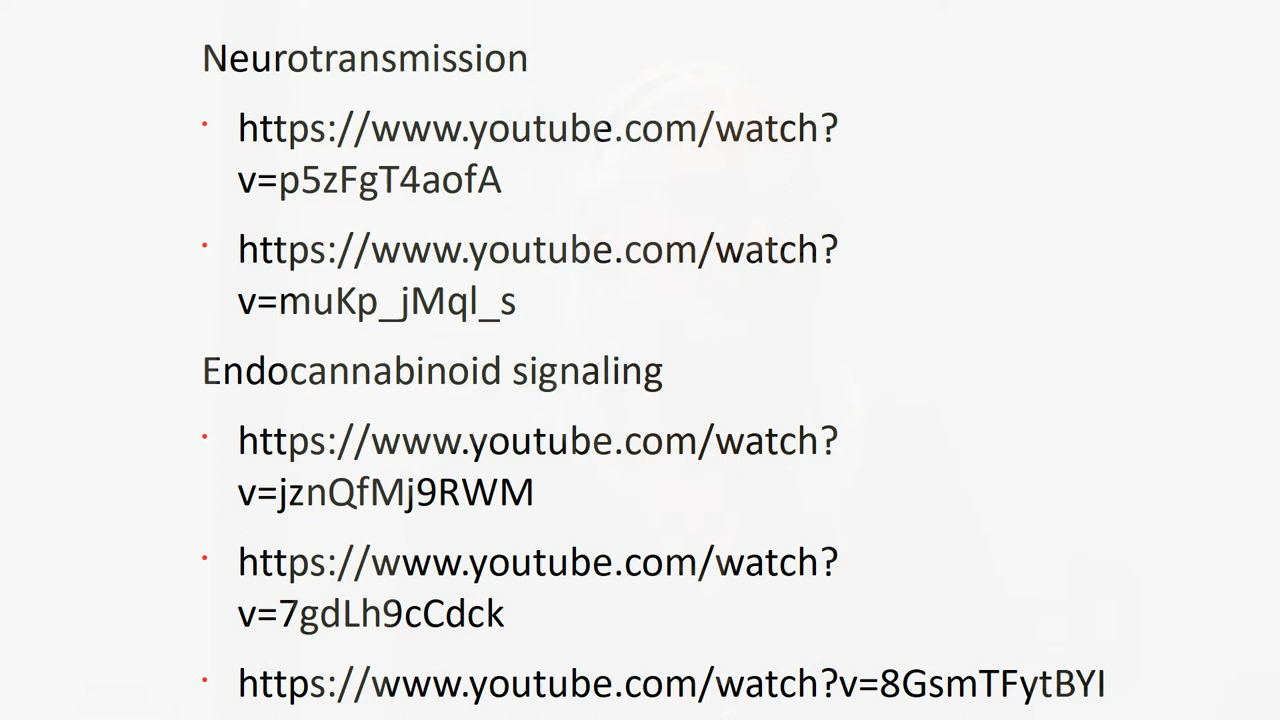 Neurotransmission
• https://www.youtube.com/watch?
v=p5zFgT4aofA
• https://www.youtube.com/watch?
v=muKp_jMql_s
Endocannabinoid signaling
• https://www.youtube.com/watch?
v=jznQfMj9RWM
• https://www.youtube.com/watch?
v=7gdLh9cCdck
• https://www.youtube.com/watch?v=8GsmTFytBYI